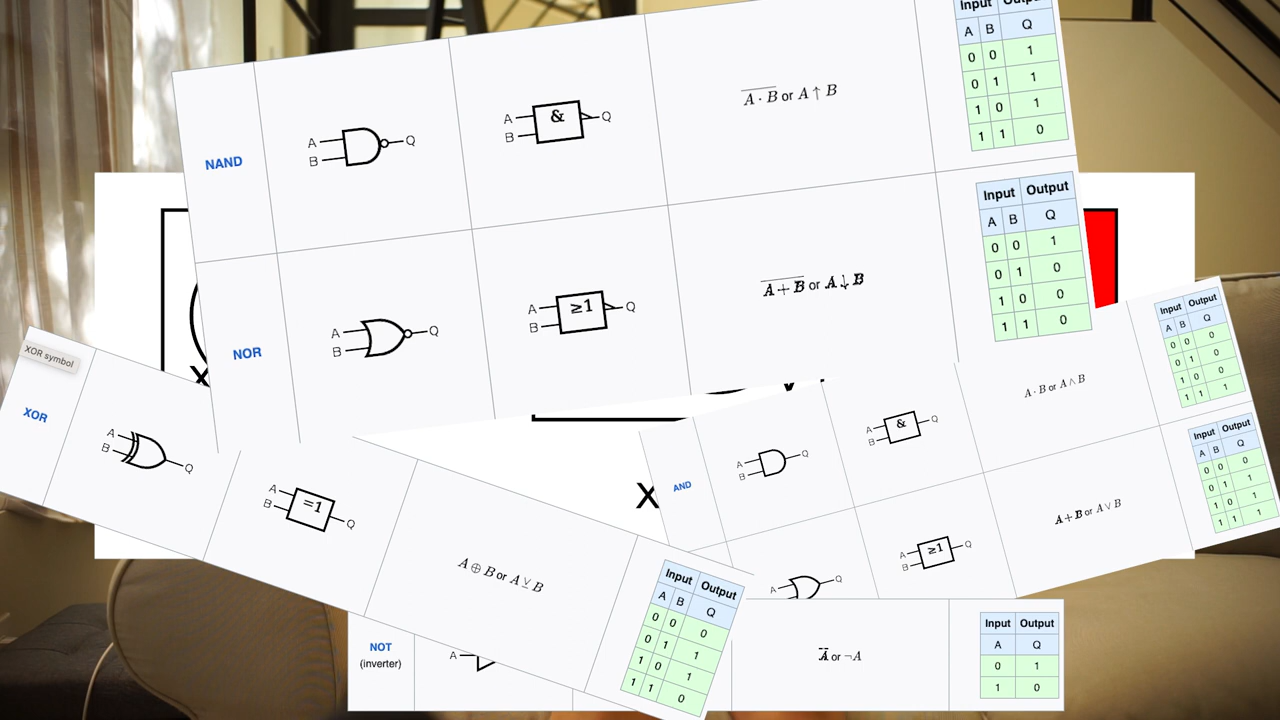 Input Output
A B Q
0 0 1
0 1 1
1 0 1
1 1 0
NAND
A
B
Q
A
B
&
Q
A · B or A ↑ B
Input Output
A B Q
0 0 1
0 1 0
1 0 0
1 1 0
NOR
A
B
Q
A
B
≥1
Q
A + B or A ↓ B
XOR symbol
XOR
A
B
Q
A
B
=1
Q
A ⊕ B or A ⊻ B
Input Output
A B Q
0 0 0
0 1 1
1 0 1
1 1 0
X
X
AND
A
B
Q
A
B
&
Q
A · B or A ∧ B
Input Output
A B Q
0 0 0
0 1 0
1 0 0
1 1 1
A
Q
A
B
≥1
Q
A + B or A ∨ B
Input Output
A B Q
0 0 0
0 1 1
1 0 1
1 1 1
NOT
(inverter)
A
A or ¬A
Input Output
A Q
0 1
1 0